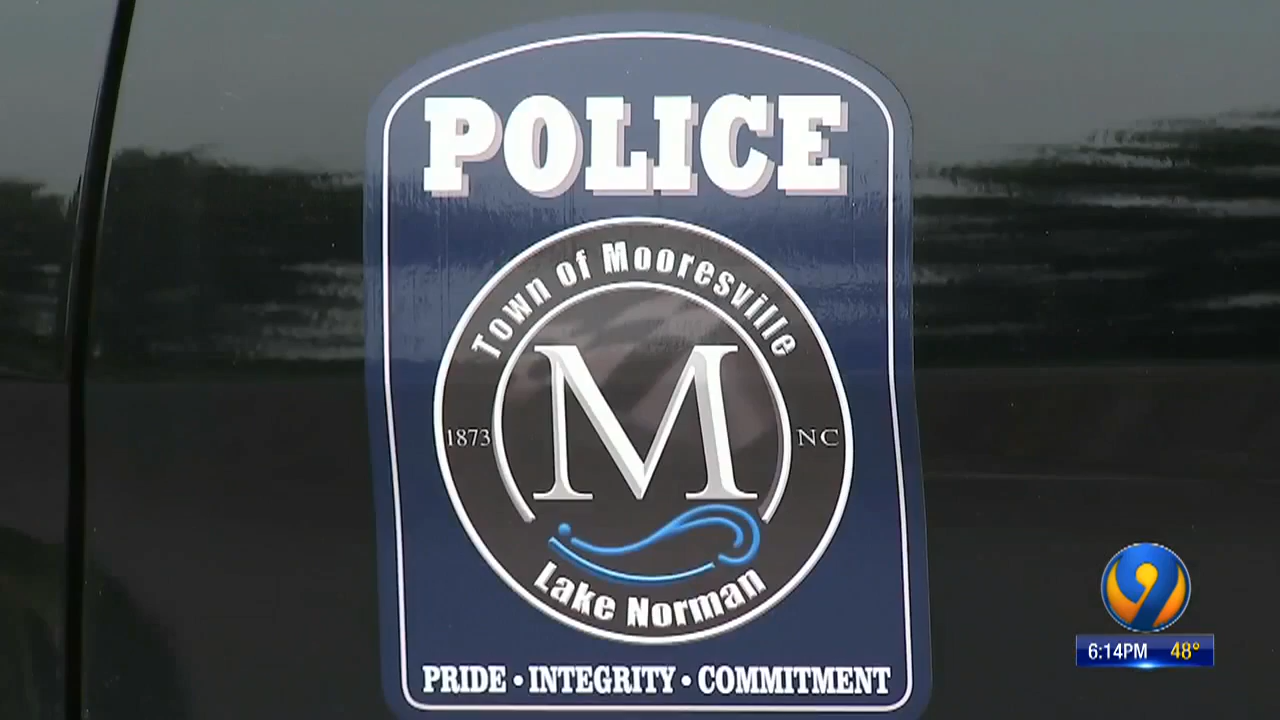 POLICE
Town of Mooresville
M
1873
NC
Lake Norman
PRIDE • INTEGRITY • COMMITMENT
9
6:14PM 48°